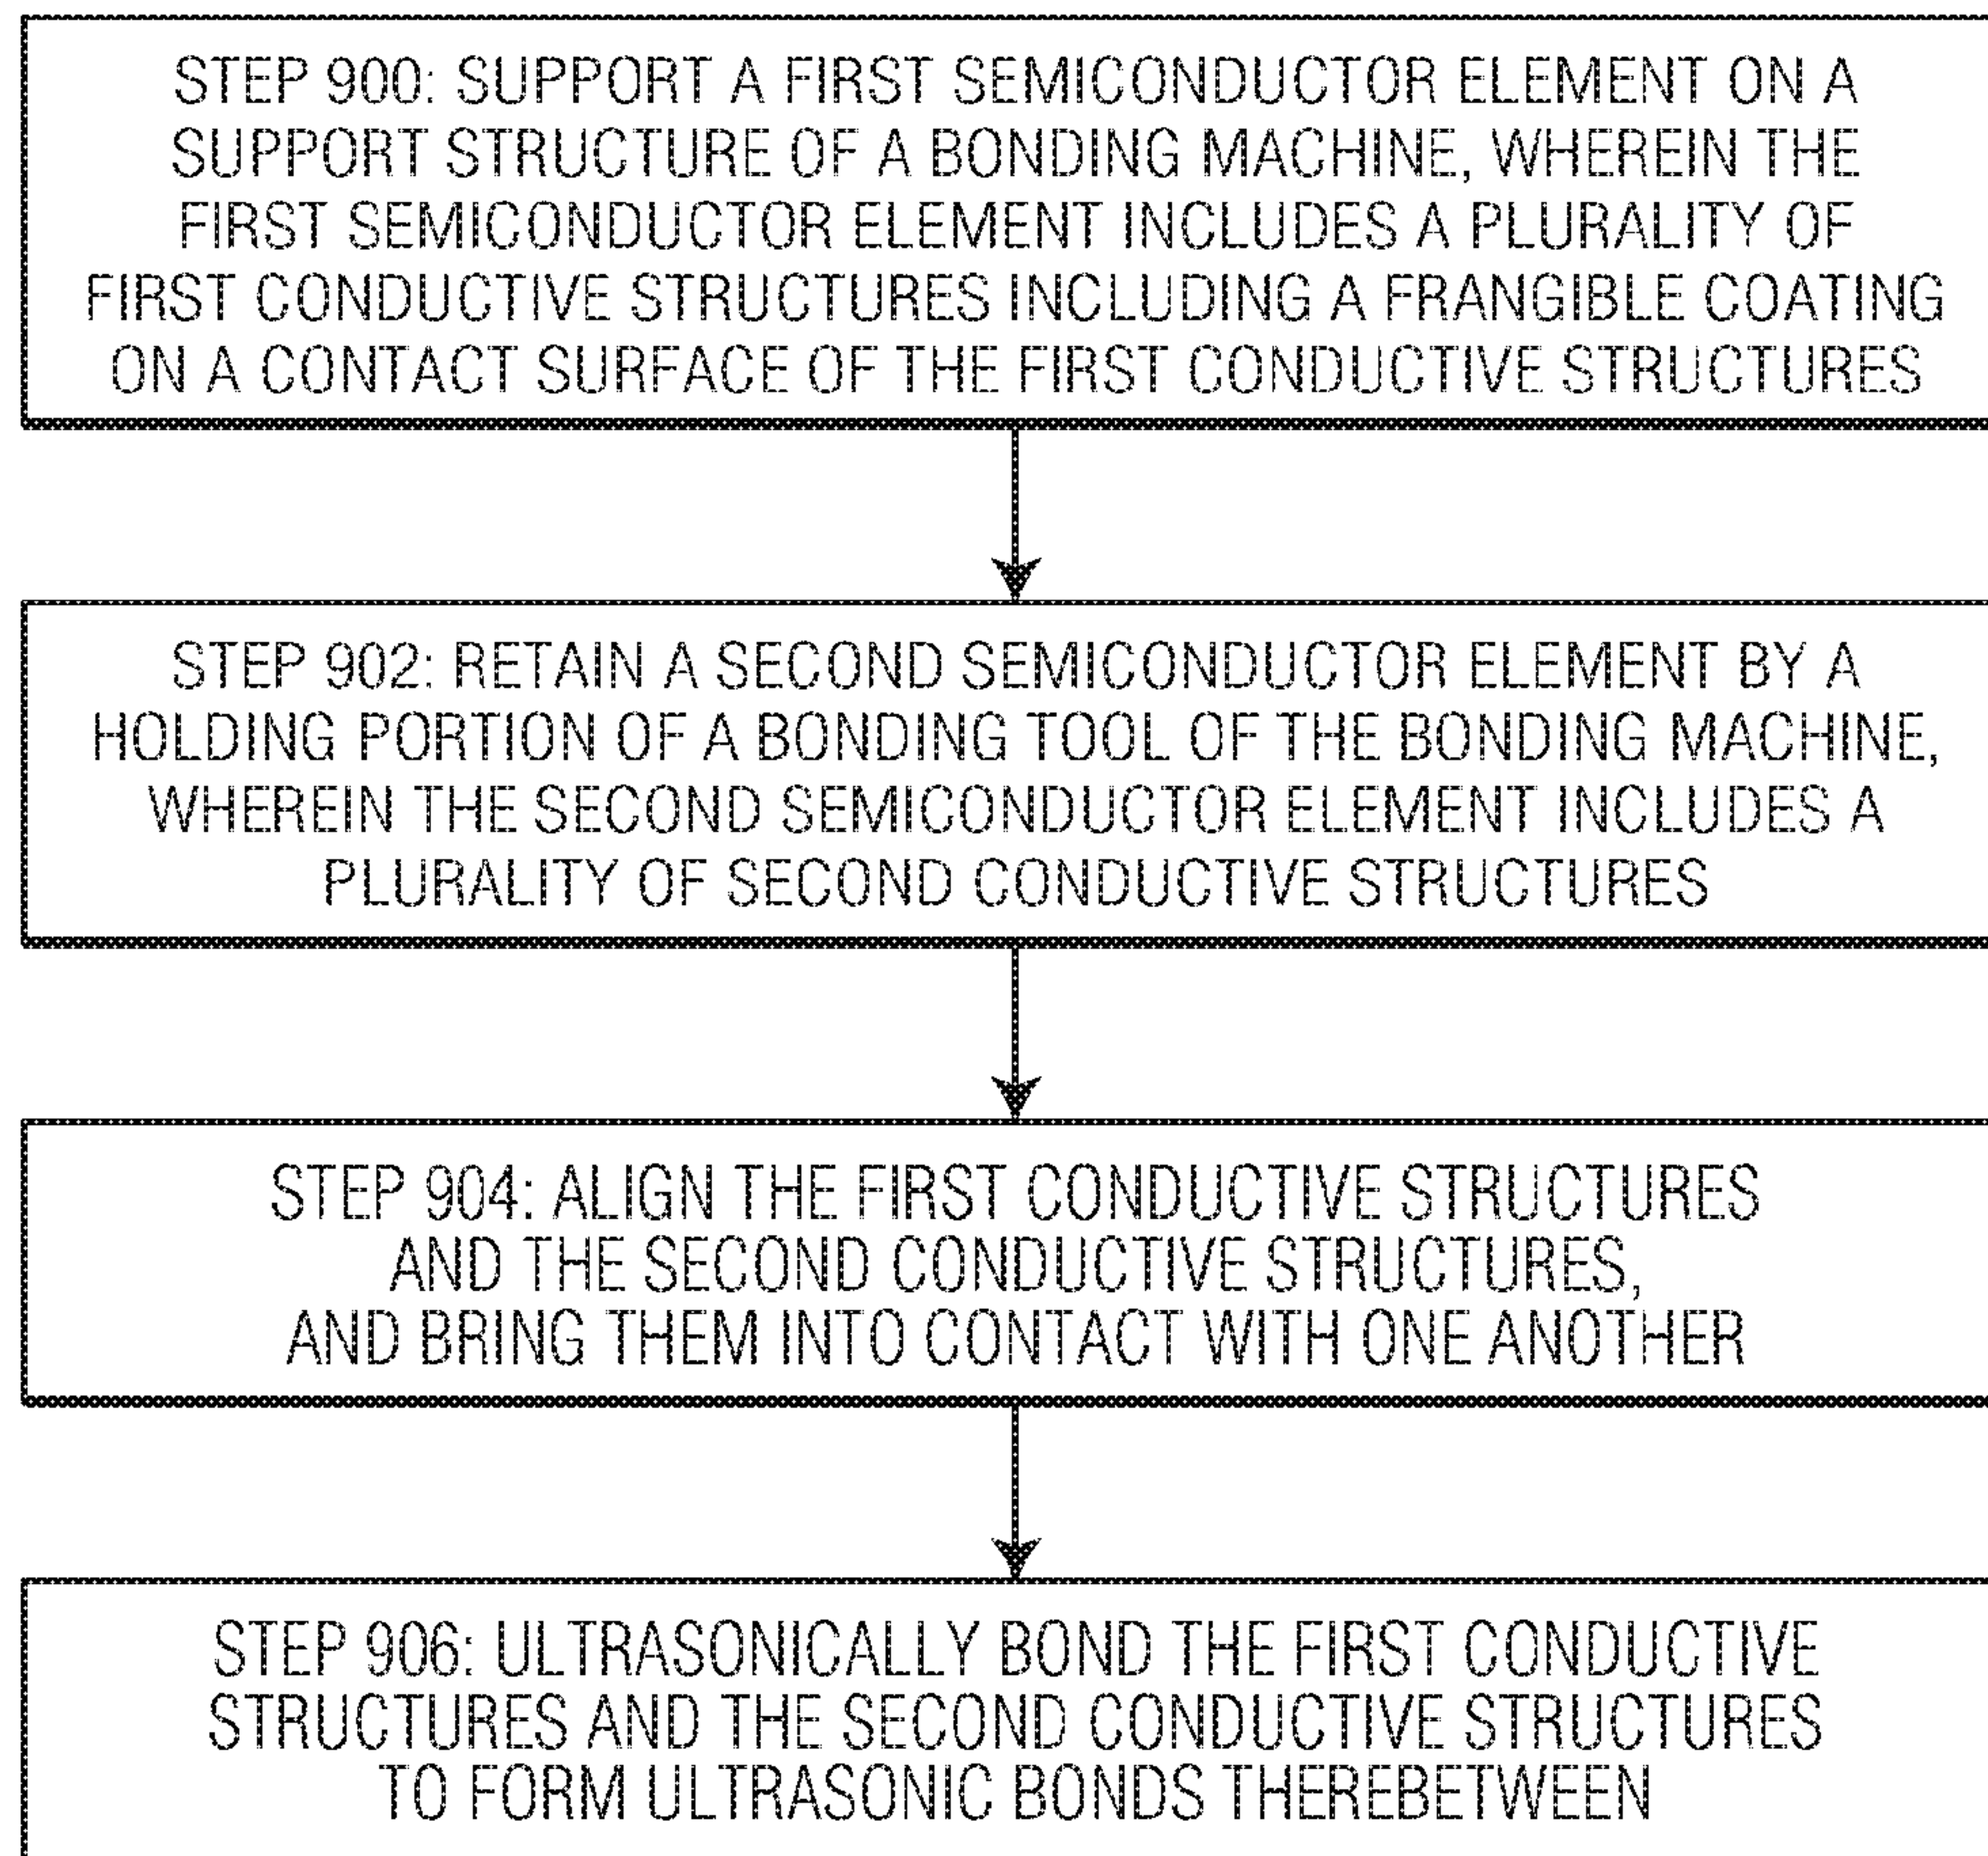 STEP 900: SUPPORT A FIRST SEMICONDUCTOR ELEMENT ON A
SUPPORT STRUCTURE OF A BONDING MACHINE, WHEREIN THE
FIRST SEMICONDUCTOR ELEMENT INCLUDES A PLURALITY OF
FIRST CONDUCTIVE STRUCTURES INCLUDING A FRANGIBLE COATING
ON A CONTACT SURFACE OF THE FIRST CONDUCTIVE STRUCTURES
STEP 902: RETAIN A SECOND SEMICONDUCTOR ELEMENT BY A
HOLDING PORTION OF A BONDING TOOL OF THE BONDING MACHINE,
WHEREIN THE SECOND SEMICONDUCTOR ELEMENT INCLUDES A
PLURALITY OF SECOND CONDUCTIVE STRUCTURES
STEP 904: ALIGN THE FIRST CONDUCTIVE STRUCTURES
AND THE SECOND CONDUCTIVE STRUCTURES,
AND BRING THEM INTO CONTACT WITH ONE ANOTHER
STEP 906: ULTRASONICALLY BOND THE FIRST CONDUCTIVE
STRUCTURES AND THE SECOND CONDUCTIVE STRUCTURES
TO FORM ULTRASONIC BONDS THEREBETWEEN